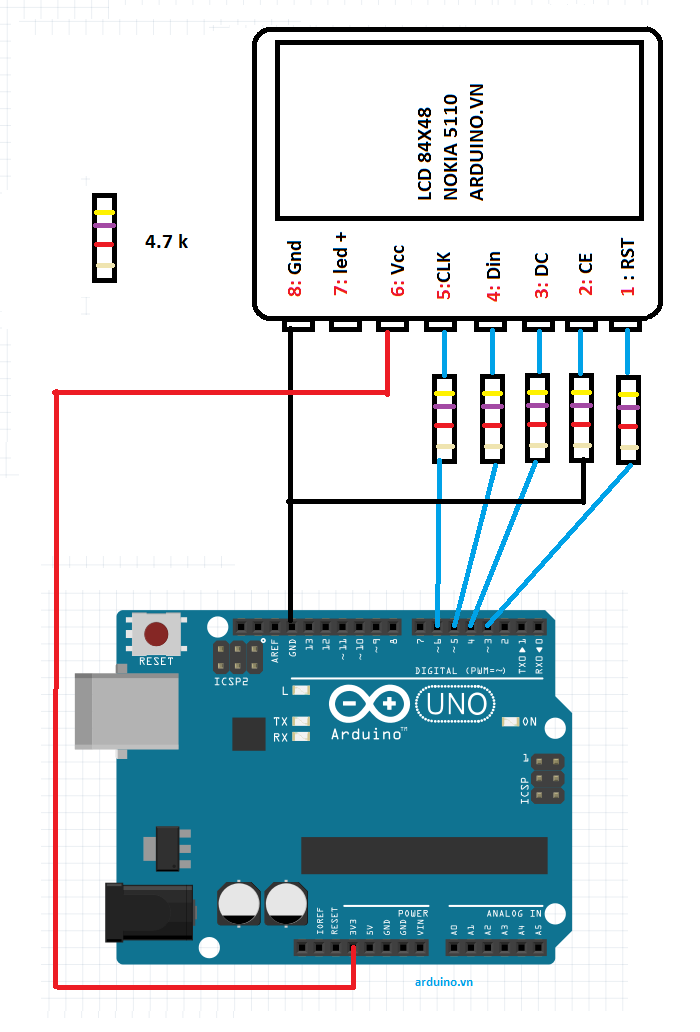 LCD 84X48
NOKIA 5110
ARDUINO.VN
4.7 k
8: Gnd
7: led +
6: Vcc
5:CLK
4: Din
3: DC
2: CE
1 : RST
RESET
ICSP2
AREF
GND
13
12
~11
~10
~9
8
7
~6
~5
4
~3
2
TXD▲1
RXD◀0
DIGITAL (PWM=~)
L
TX
RX
Arduino™
UNO
ON
1
ICSP
POWER
ANALOG IN
IOREF
RESET
3V3
5V
GND
GND
VIN
A0
A1
A2
A3
A4
A5
arduino.vn